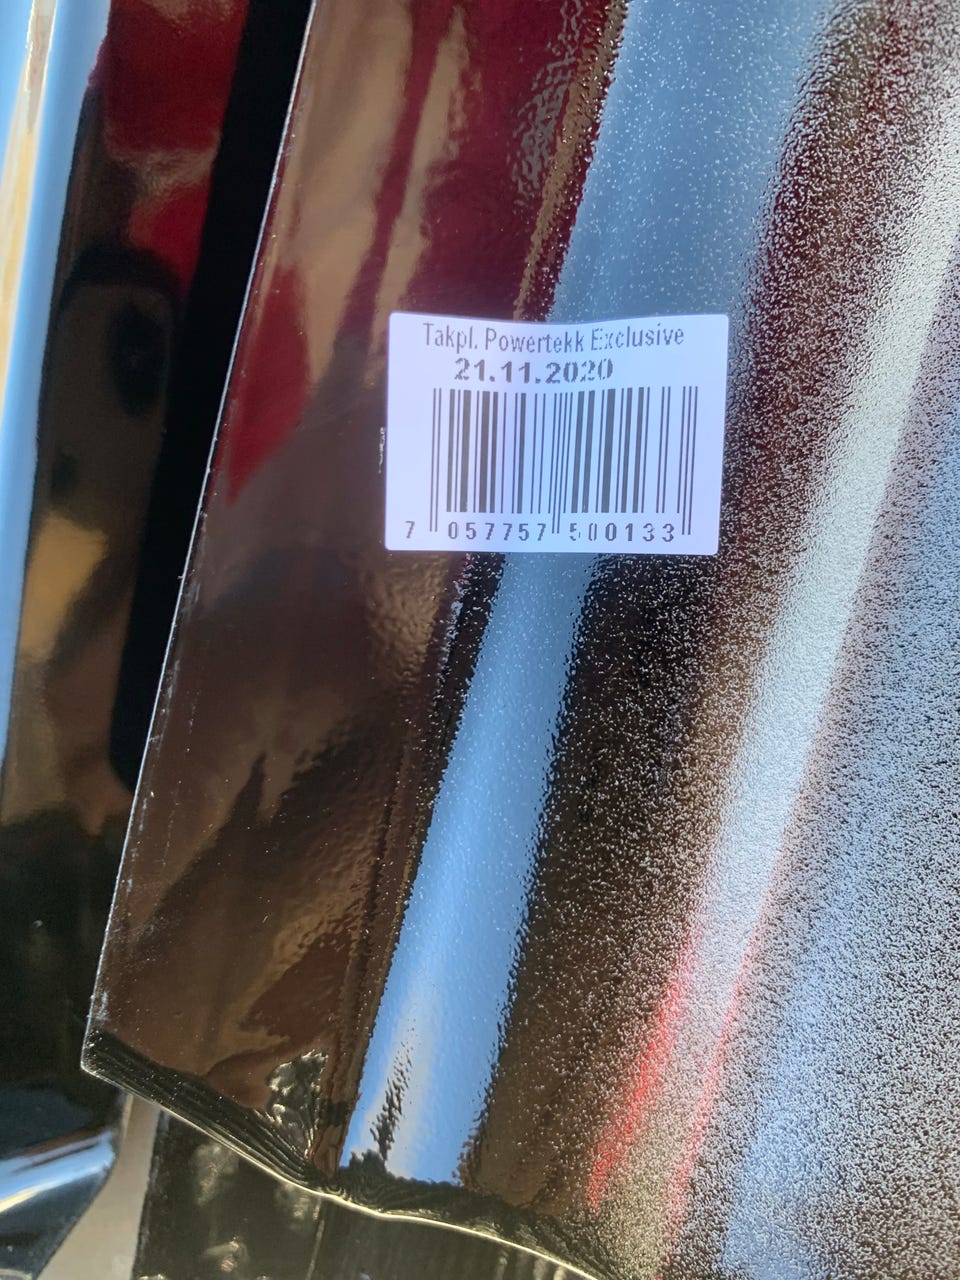 Takpl. Powertekk Exclusive
21.11.2020
7 057757 500133